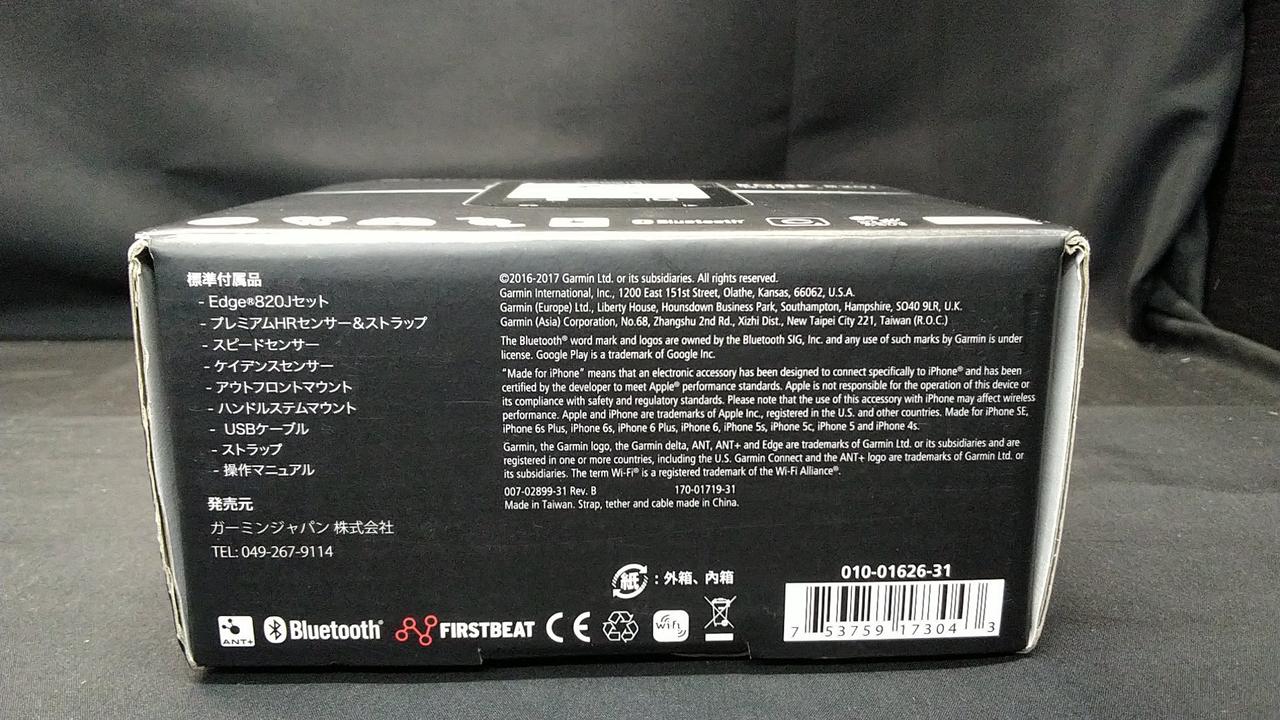 Bluetooth
標準付属品
- Edge®820Jセット
- プレミアムHRセンサー＆ストラップ
- スピードセンサー
- ケイデンスセンサー
- アウトフロントマウント
- ハンドルステムマウント
- USBケーブル
- ストラップ
- 操作マニュアル
発売元
ガーミンジャパン 株式会社
TEL: 049-267-9114
©2016-2017 Garmin Ltd. or its subsidiaries. All rights reserved.
Garmin International, Inc., 1200 East 151st Street, Olathe, Kansas, 66062, U.S.A.
Garmin (Europe) Ltd., Liberty House, Hounsdown Business Park, Southampton, Hampshire, SO40 9LR, U.K.
Garmin (Asia) Corporation, No.68, Zhangshu 2nd Rd., Xizhi Dist., New Taipei City 221, Taiwan (R.O.C.)
The Bluetooth® word mark and logos are owned by the Bluetooth SIG, Inc. and any use of such marks by Garmin is under
license. Google Play is a trademark of Google Inc.
"Made for iPhone" means that an electronic accessory has been designed to connect specifically to iPhone® and has been
certified by the developer to meet Apple® performance standards. Apple is not responsible for the operation of this device or
its compliance with safety and regulatory standards. Please note that the use of this accessory with iPhone may affect wireless
performance. Apple and iPhone are trademarks of Apple Inc., registered in the U.S. and other countries. Made for iPhone SE,
iPhone 6s Plus, iPhone 6s, iPhone 6 Plus, iPhone 6, iPhone 5s, iPhone 5c, iPhone 5 and iPhone 4s.
Garmin, the Garmin logo, the Garmin delta, ANT, ANT+ and Edge are trademarks of Garmin Ltd. or its subsidiaries and are
registered in one or more countries, including the U.S. Garmin Connect and the ANT+ logo are trademarks of Garmin Ltd. or
its subsidiaries. The term Wi-Fi® is a registered trademark of the Wi-Fi Alliance®.
007-02899-31 Rev. B 170-01719-31
Made in Taiwan. Strap, tether and cable made in China.
紙 : 外箱、内箱
010-01626-31
ANT+ Bluetooth® FIRSTBEAT CE wifi
7 53759 17304 3